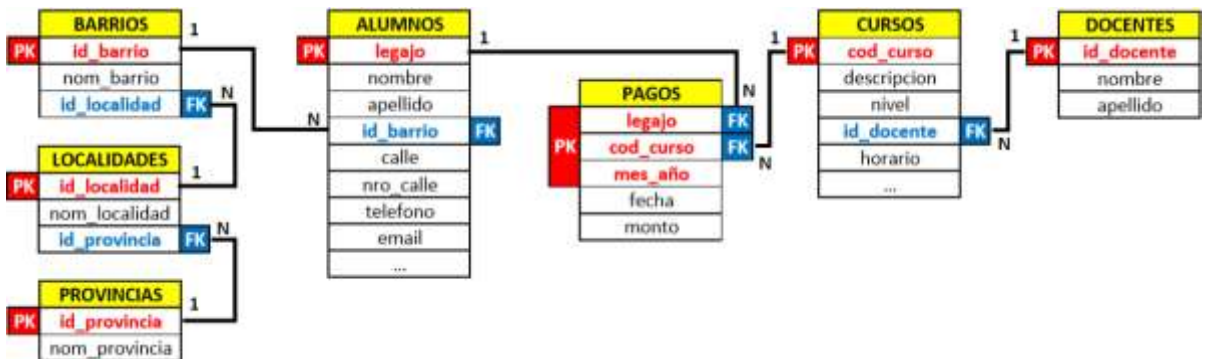 BARRIOS
PK id_barrio
nom_barrio
id_localidad FK
1
N
LOCALIDADES
PK id_localidad
nom_localidad
id_provincia FK
1
N
PROVINCIAS
PK id_provincia
nom_provincia
1
ALUMNOS
PK legajo
nombre
apellido
id_barrio FK
calle
nro_calle
telefono
email
...
N
1
PAGOS
PK
legajo FK
cod_curso FK
mes_año
fecha
monto
N
N
1
CURSOS
PK cod_curso
descripcion
nivel
id_docente FK
horario
...
N
1
DOCENTES
PK id_docente
nombre
apellido